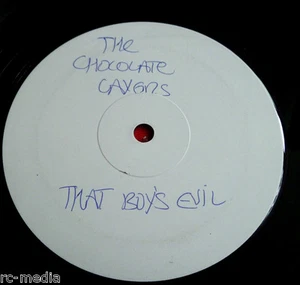 THE
CHOCOLATE
LAYERS
THAT BOY'S EVIL
rc-media